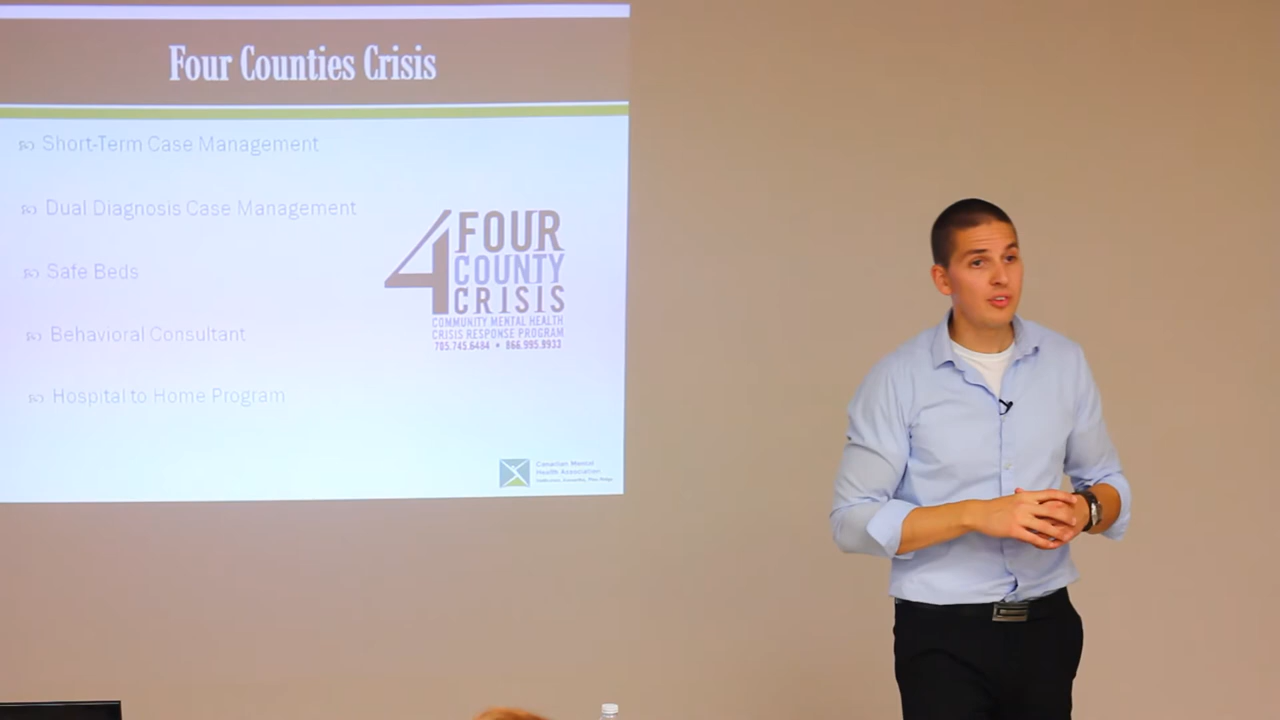 Four Counties Crisis
Short-Term Case Management
Dual Diagnosis Case Management
Safe Beds
Behavioral Consultant
Hospital to Home Program
4 FOUR
COUNTY
CRISIS
COMMUNITY MENTAL HEALTH
CRISIS RESPONSE PROGRAM
705.745.6484 • 866.995.9933
Canadian Mental
Health Association